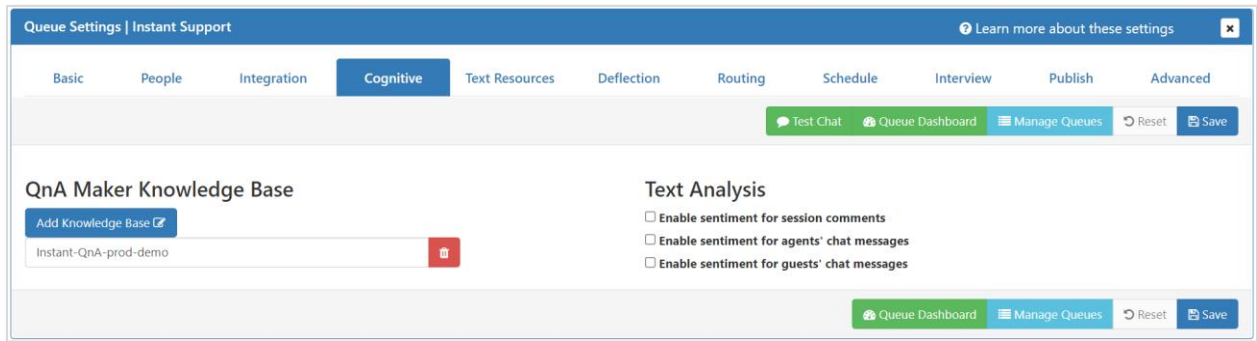 Queue Settings | Instant Support Learn more about these settings
Basic People Integration Cognitive Text Resources Deflection Routing Schedule Interview Publish Advanced
Test Chat Queue Dashboard Manage Queues Reset Save
QnA Maker Knowledge Base
Add Knowledge Base
Instant-QnA-prod-demo
Text Analysis
Enable sentiment for session comments
Enable sentiment for agents' chat messages
Enable sentiment for guests' chat messages
Queue Dashboard Manage Queues Reset Save